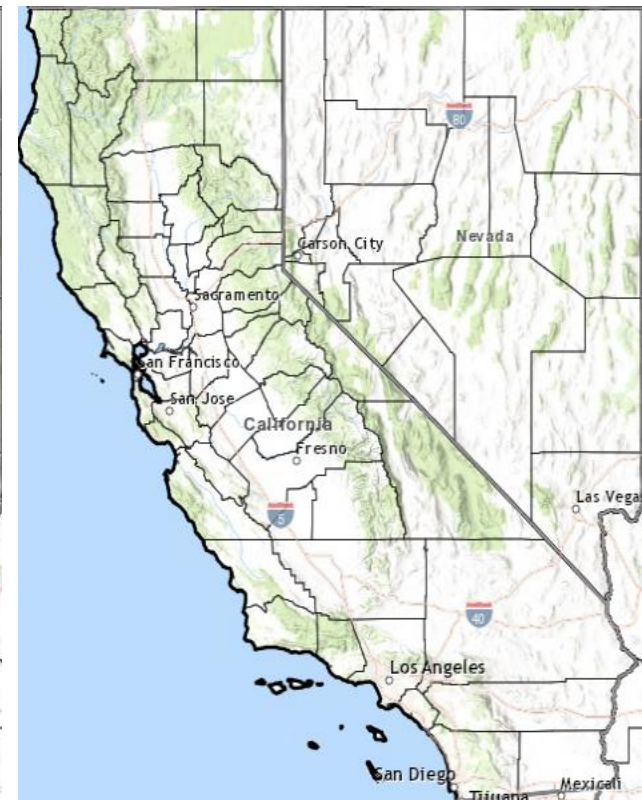 80
Carson City
Nevada
Sacramento
San Francisco
San Jose
California
Fresno
Las Vega
5
40
Los Angeles
San Diego
Tijuana
Mexicali